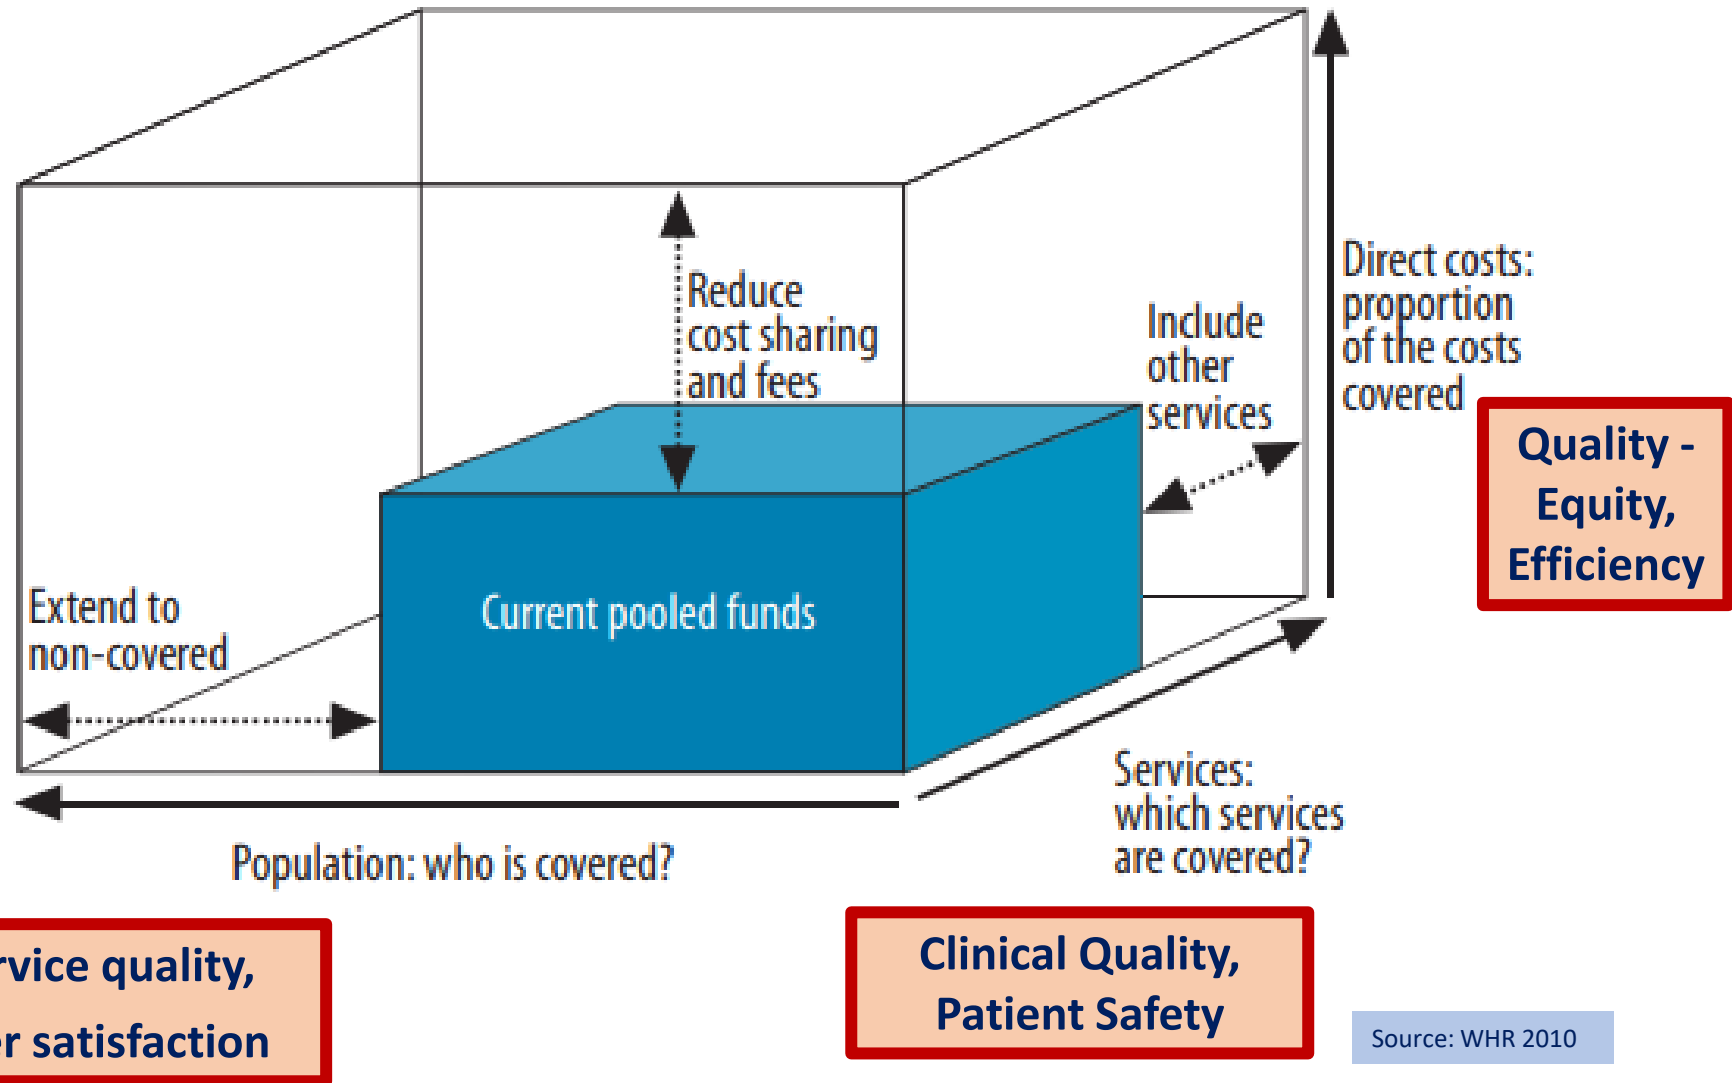 Reduce
cost sharing
and fees
Include
other
services
Direct costs:
proportion
of the costs
covered
Quality -
Equity,
Efficiency
Extend to
non-covered
Current pooled funds
Services:
which services
are covered?
Population: who is covered?
quality,
satisfaction
Clinical Quality,
Patient Safety
Source: WHR 2010